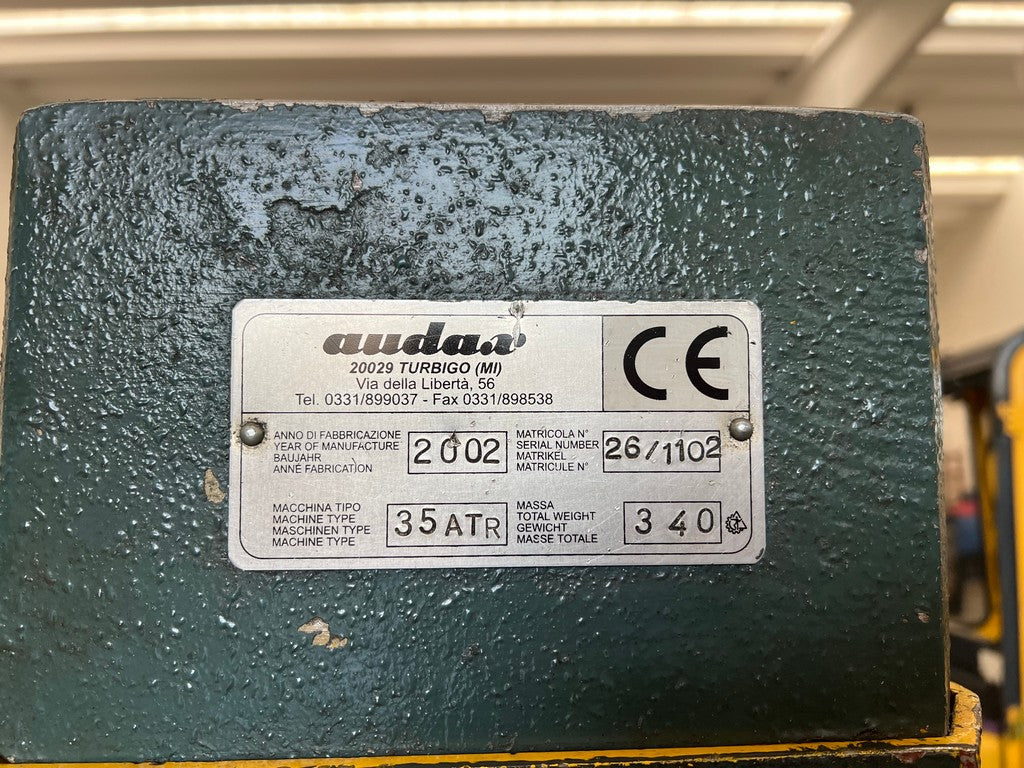 audax
20029 TURBIGO (MI)
Via della Libertà, 56
Tel. 0331/899037 - Fax 0331/898538
CE
ANNO DI FABBRICAZIONE
YEAR OF MANUFACTURE
BAUJAHR
ANNÉ FABRICATION
2002
MATRÍCOLA N°
SERIAL NUMBER
MATRIKEL
MATRICULE N°
26/1102
MACCHINA TIPO
MACHINE TYPE
MASCHINEN TYPE
MACHINE TYPE
35ATR
MASSA
TOTAL WEIGHT
GEWICHT
MASSE TOTALE
340